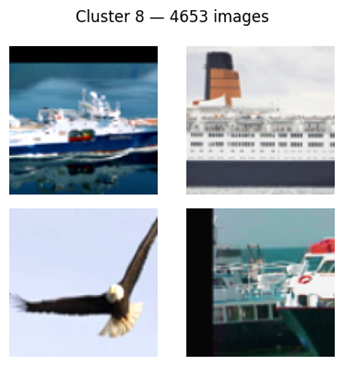 Cluster 8 — 4653 images